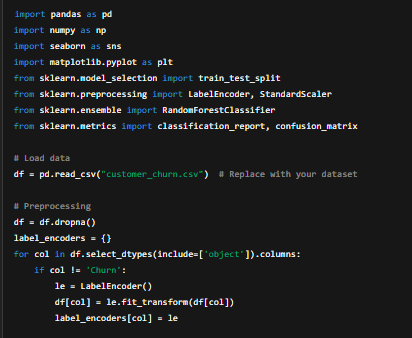 import pandas as pd
import numpy as np
import seaborn as sns
import matplotlib.pyplot as plt
from sklearn.model_selection import train_test_split
from sklearn.preprocessing import LabelEncoder, StandardScaler
from sklearn.ensemble import RandomForestClassifier
from sklearn.metrics import classification_report, confusion_matrix

# Load data
df = pd.read_csv("customer_churn.csv")  # Replace with your dataset

# Preprocessing
df = df.dropna()
label_encoders = {}
for col in df.select_dtypes(include=['object']).columns:
    if col != 'Churn':
        le = LabelEncoder()
        df[col] = le.fit_transform(df[col])
        label_encoders[col] = le